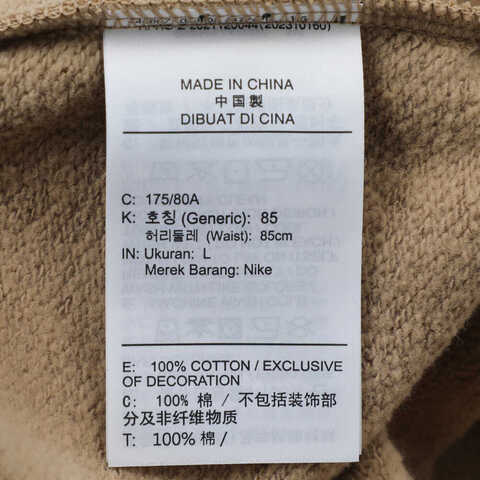 MADE IN CHINA
中国製
DIBUAT DI CINA
C: 175/80A
K: 호칭 (Generic): 85
허리둘레 (Waist): 85cm
IN: Ukuran: L
Merek Barang: Nike
E: 100% COTTON / EXCLUSIVE
OF DECORATION
C: 100% 棉 / 不包括装饰部
分及非纤维物质
T: 100% 棉 /